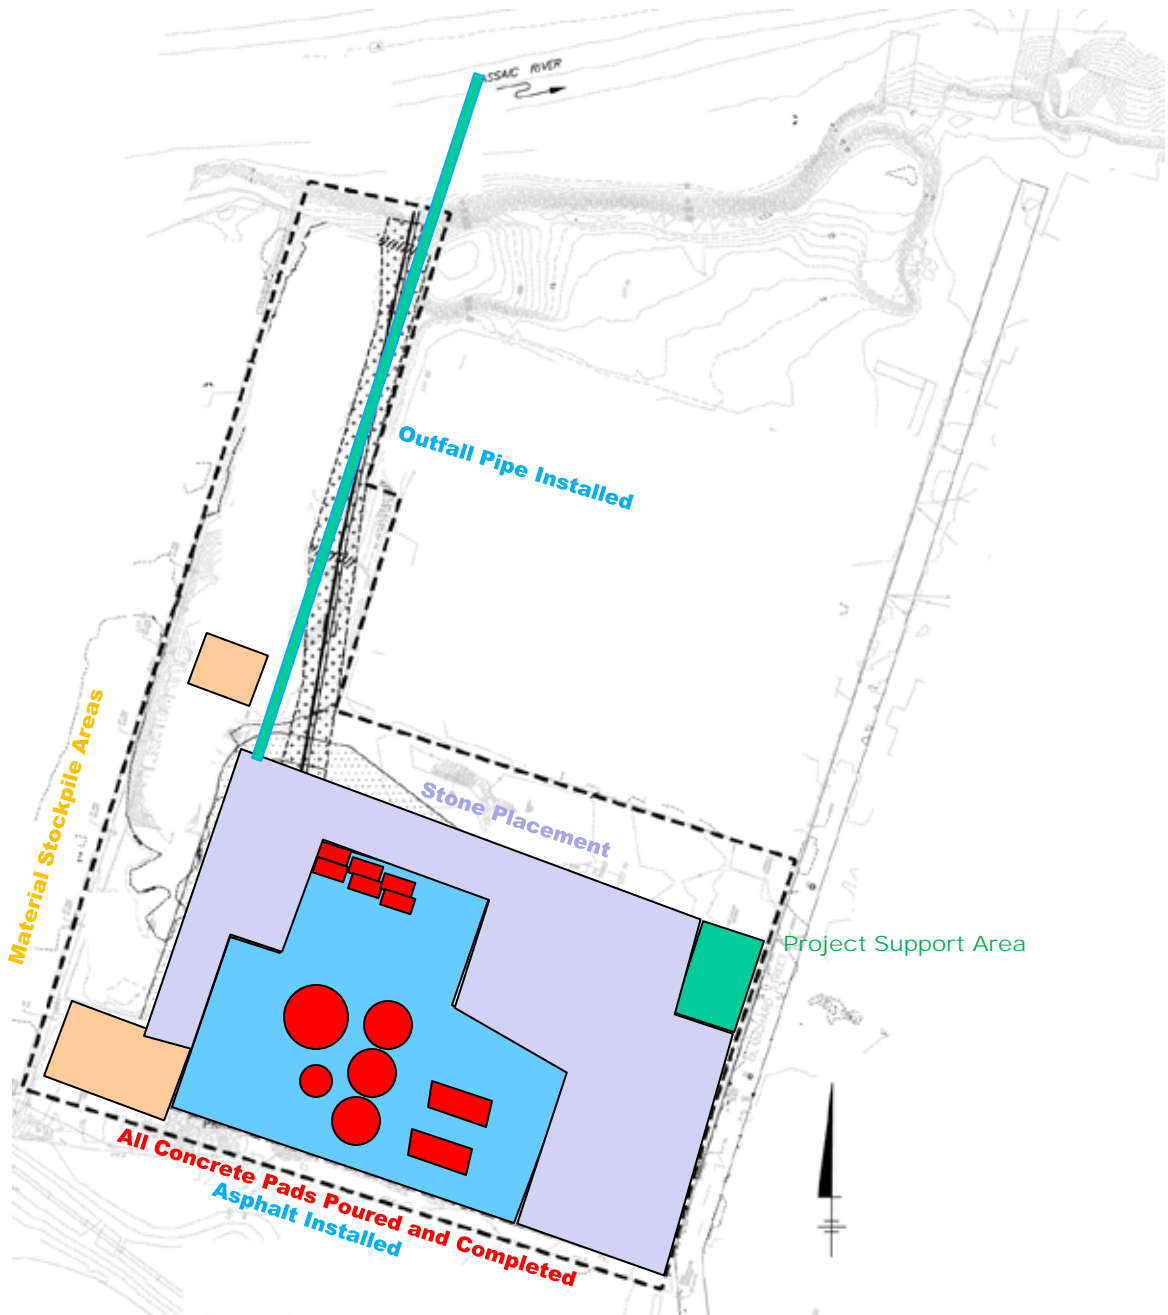 SSAIC RIVER
Outfall Pipe Installed
Material Stockpile Areas
Stone Placement
Project Support Area
All Concrete Pads Poured and Completed
Asphalt Installed